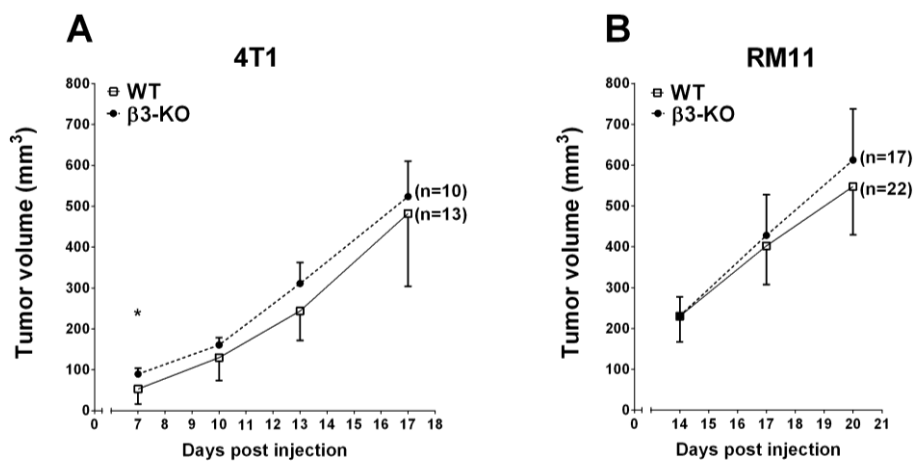 A
4T1
B
RM11
WT
β3-KO
WT
β3-KO
Tumor volume (mm³)
800
700
600
500
400
300
200
100
0
(n=10)
(n=13)
*
0 7 8 9 10 11 12 13 14 15 16 17 18
Days post injection
Tumor volume (mm³)
800
700
600
500
400
300
200
100
0
(n=17)
(n=22)
0 14 15 16 17 18 19 20 21
Days post injection